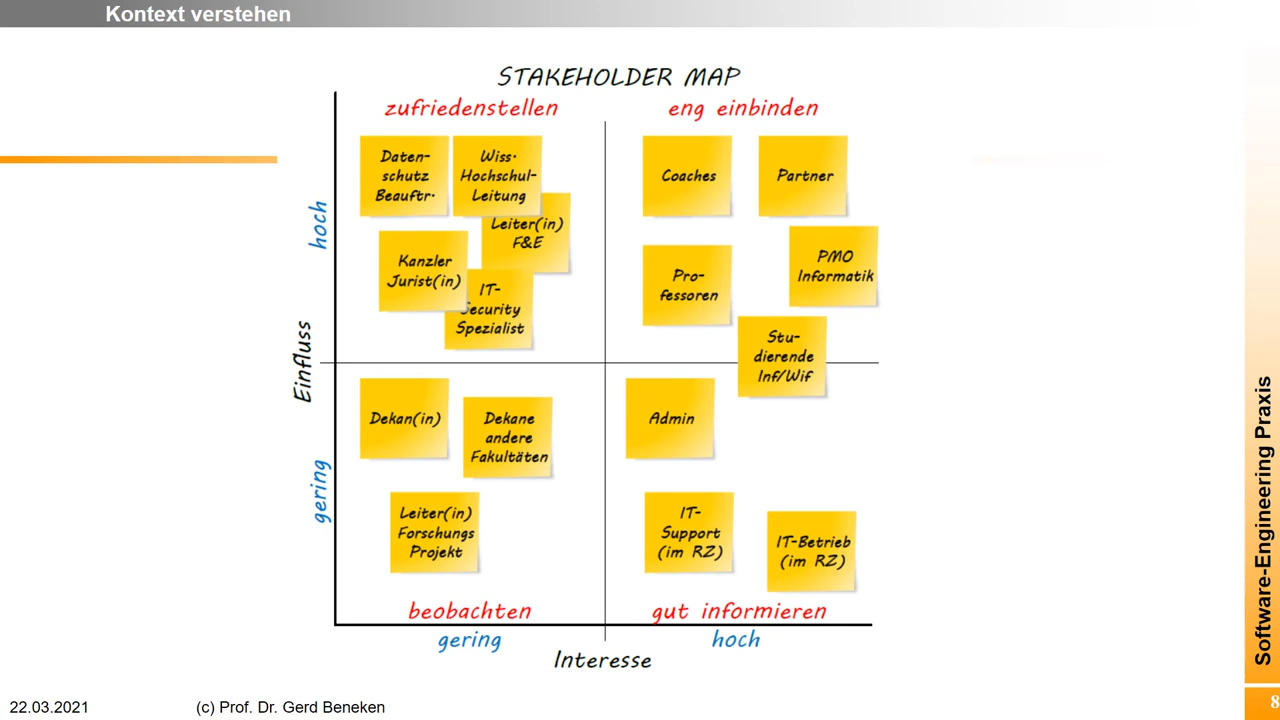 Kontext verstehen
STAKEHOLDER MAP
zufriedenstellen
eng einbinden
Daten-
schutz
Beauftr.
Wiss.
Hochschul-
Leitung
Leiter(in)
F&E
Kanzler
Jurist(in)
IT-
Security
Spezialist
Coaches
Partner
Pro-
fessoren
PMO
Informatik
Stu-
dierende
Inf/Wif
hoch
Einfluss
gering
Dekan(in)
Dekane
andere
Fakultäten
Leiter(in)
Forschungs
Projekt
Admin
IT-
Support
(im RZ)
IT-Betrieb
(im RZ)
beobachten
gut informieren
gering
hoch
Interesse
Software-Engineering Praxis
22.03.2021
(c) Prof. Dr. Gerd Beneken
8